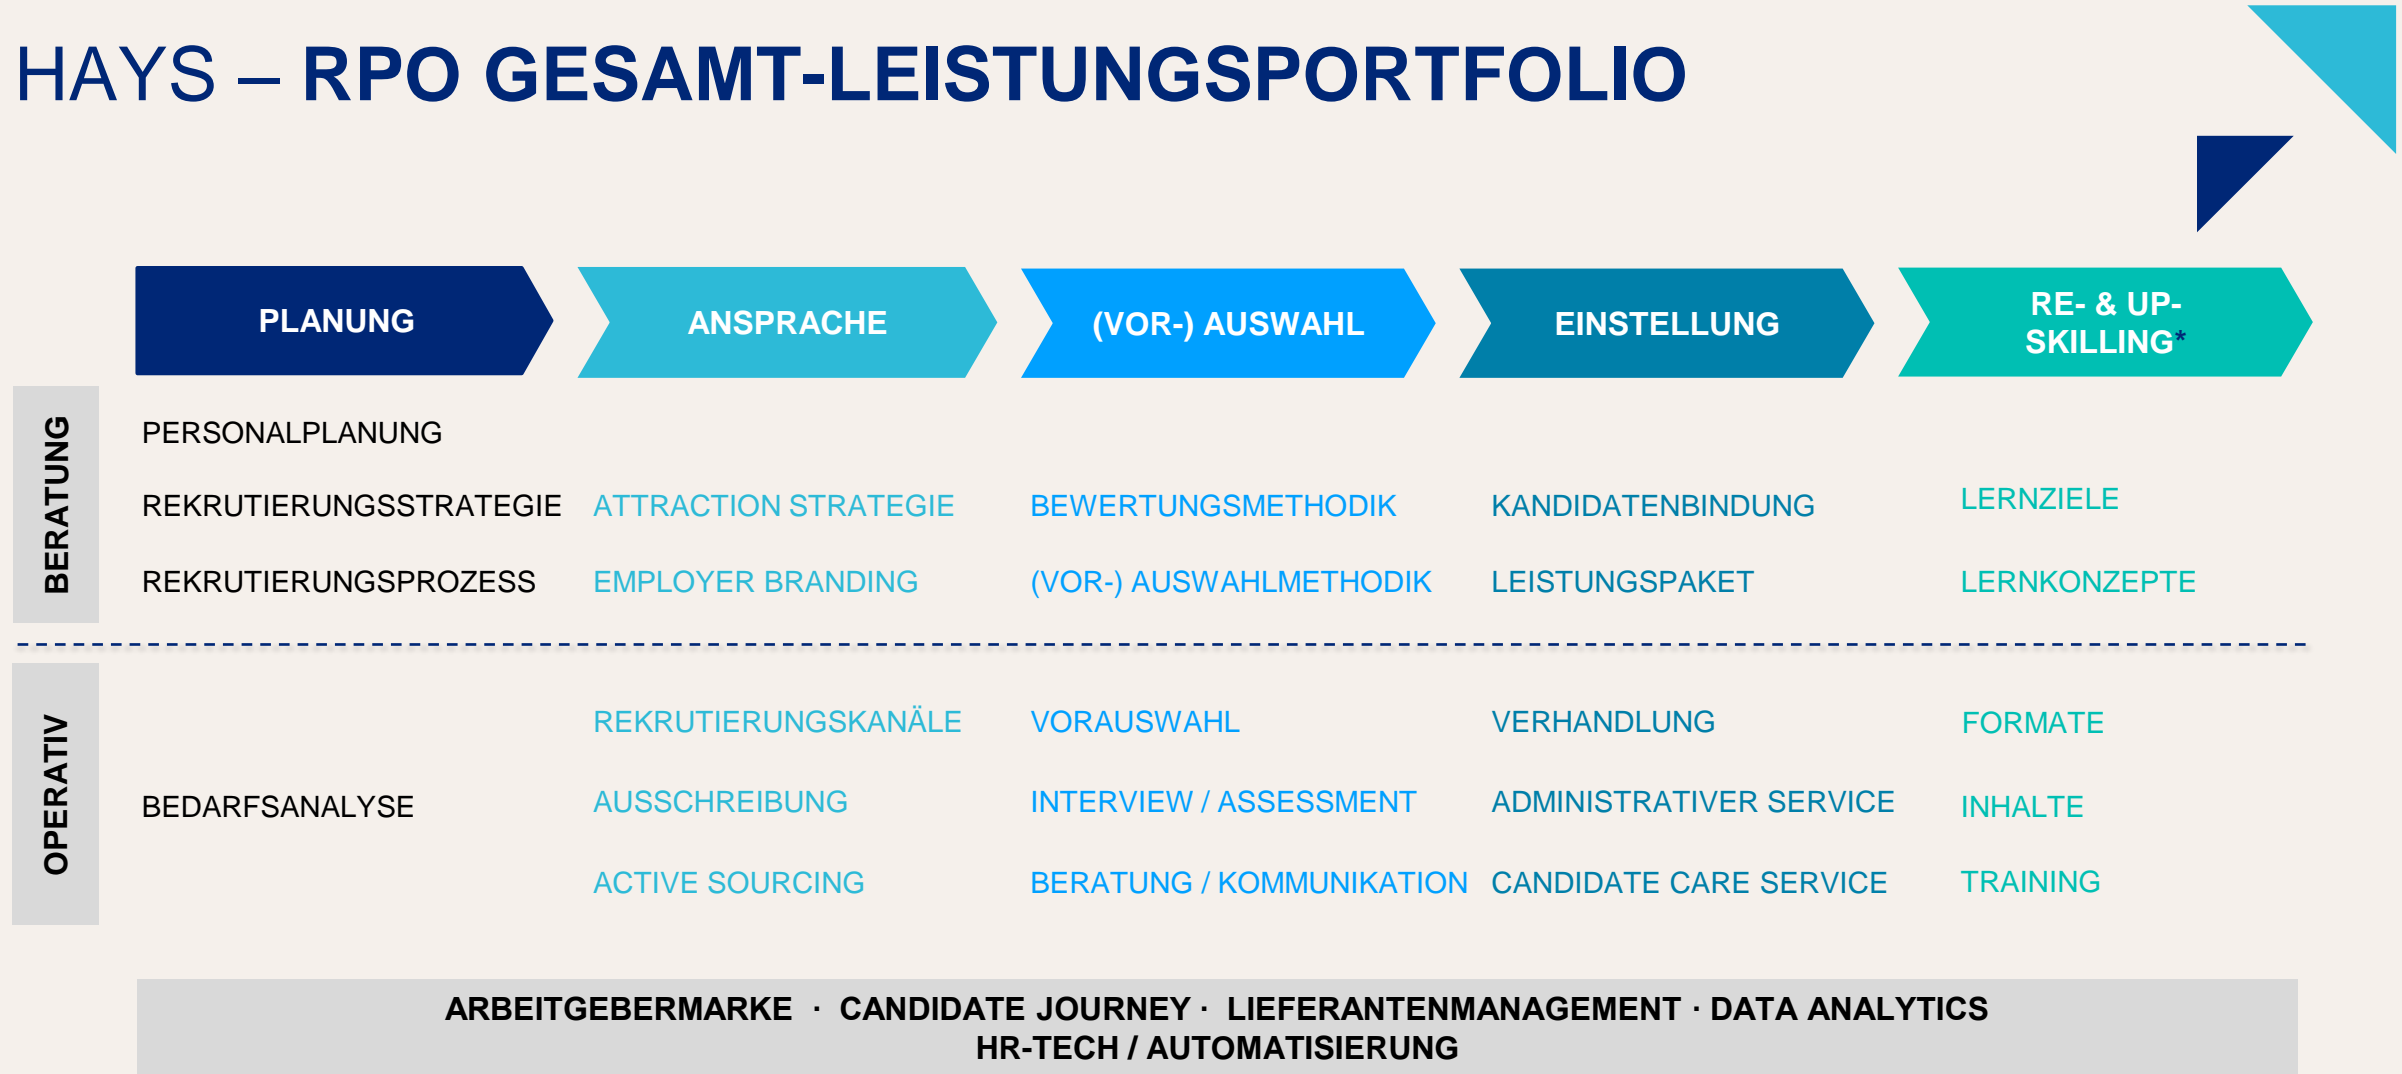 HAYS – RPO GESAMT-LEISTUNGSPORTFOLIO
PLANUNG
ANSPRACHE
(VOR-) AUSWAHL
EINSTELLUNG
RE- & UP-
SKILLING*
BERATUNG
PERSONALPLANUNG
REKRUTIERUNGSSTRATEGIE
ATTRACTION STRATEGIE
BEWERTUNGSMETHODIK
KANDIDATENBINDUNG
LERNZIELE
REKRUTIERUNGSPROZESS
EMPLOYER BRANDING
(VOR-) AUSWAHLMETHODIK
LEISTUNGSPAKET
LERNKONZEPTE
OPERATIV
REKRUTIERUNGSKANÄLE
VORAUSWAHL
VERHANDLUNG
FORMATE
BEDARFSANALYSE
AUSSCHREIBUNG
INTERVIEW / ASSESSMENT
ADMINISTRATIVER SERVICE
INHALTE
ACTIVE SOURCING
BERATUNG / KOMMUNIKATION
CANDIDATE CARE SERVICE
TRAINING
ARBEITGEBERMARKE · CANDIDATE JOURNEY · LIEFERANTENMANAGEMENT · DATA ANALYTICS
HR-TECH / AUTOMATISIERUNG